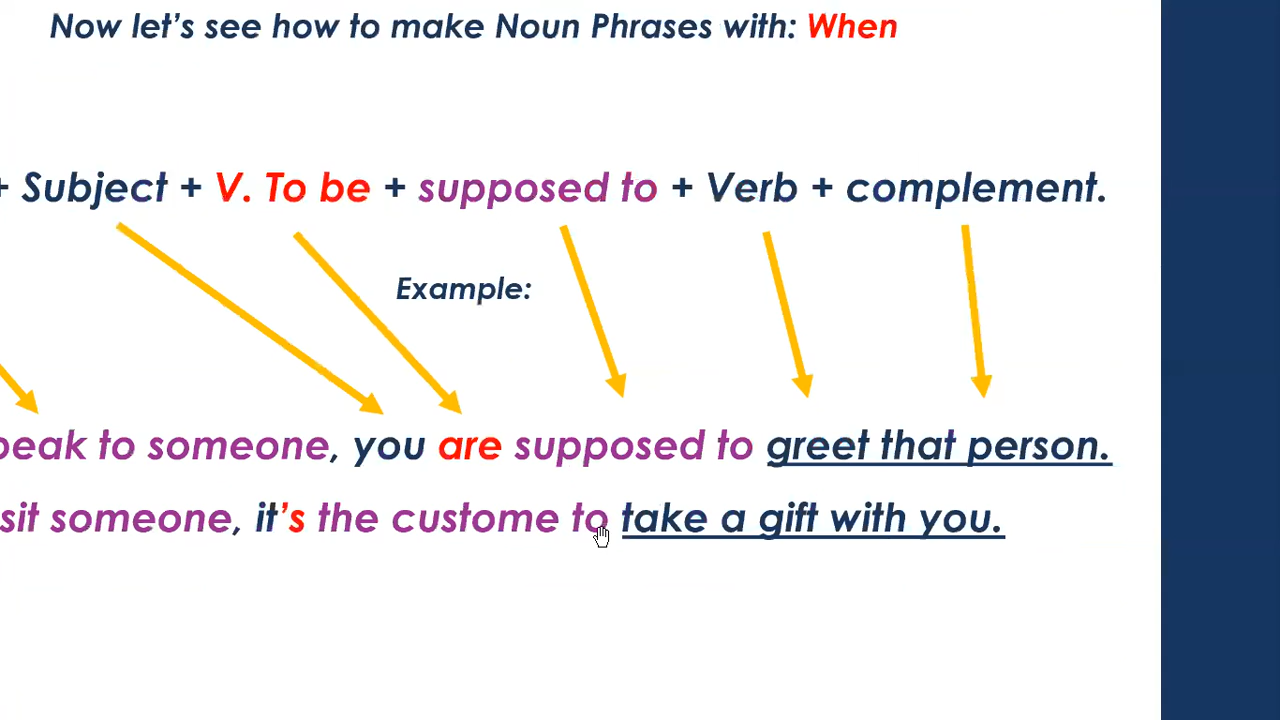 Now let's see how to make Noun Phrases with: When
+ Subject + V. To be + supposed to + Verb + complement.
Example:
peak to someone, you are supposed to greet that person.
sit someone, it's the custome to take a gift with you.